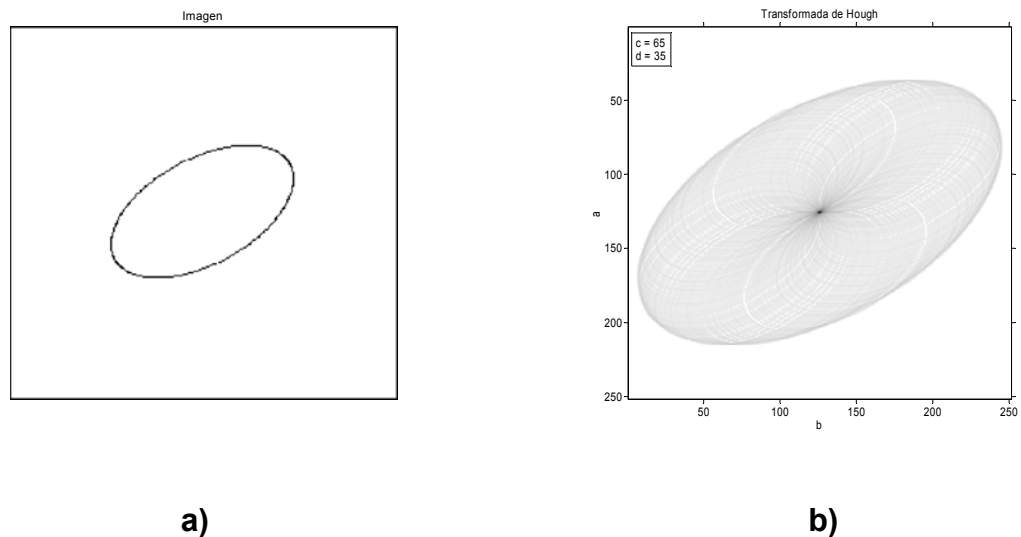 Imagen
Transformada de Hough
c = 65
d = 35
50
100
150
200
250
a
50
100
150
200
250
b
a)
b)